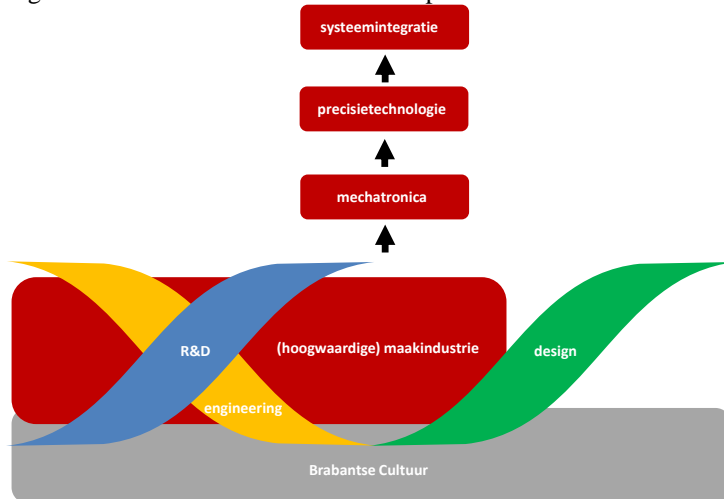 systeemintegratie
precisietechnologie
mechatronica
R&D
(hoogwaardige) maakindustrie
design
engineering
Brabantse Cultuur